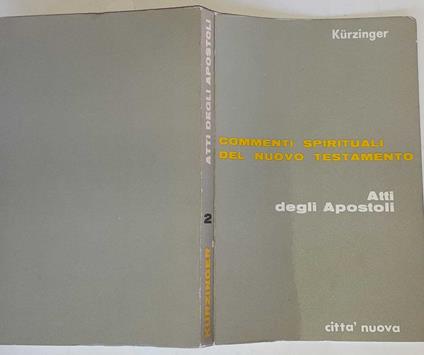 Kürzinger
COMMENTI SPIRITUALI
DEL NUOVO TESTAMENTO
Atti
degli Apostoli
citta' nuova
ATTI DEGLI APOSTOLI
2
KÜRZINGER